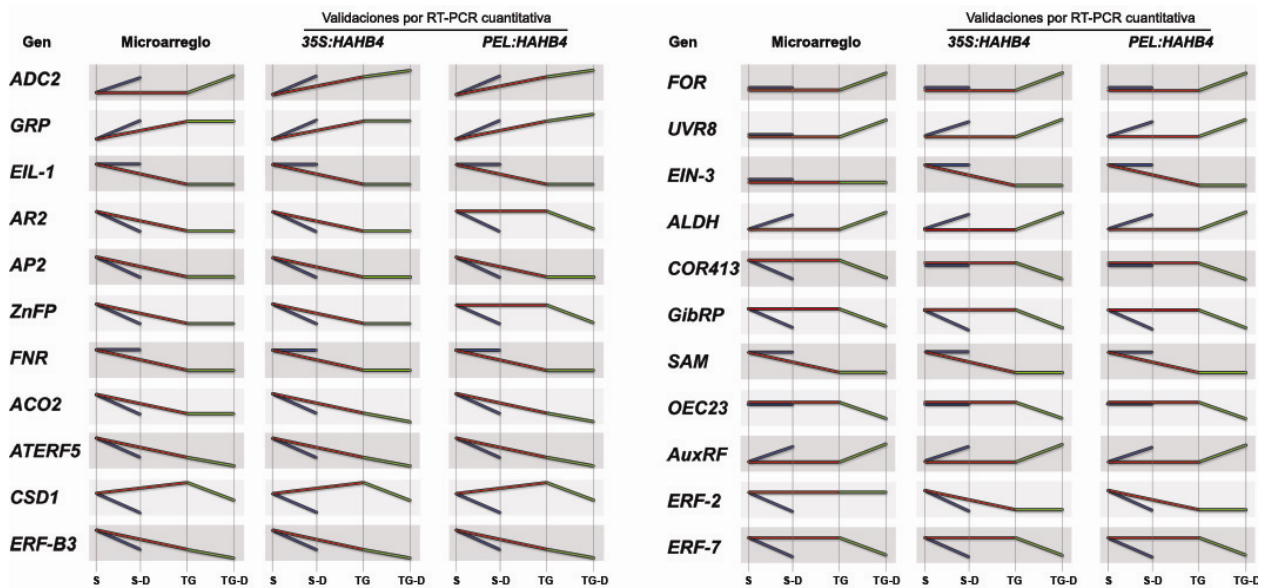 Validaciones por RT-PCR cuantitativa
Gen Microarreglo 35S:HAHB4 PEL:HAHB4
ADC2
GRP
EIL-1
AR2
AP2
ZnFP
FNR
ACO2
ATERF5
CSD1
ERF-B3
S S-D TG TG-D S S-D TG TG-D S S-D TG TG-D
Validaciones por RT-PCR cuantitativa
Gen Microarreglo 35S:HAHB4 PEL:HAHB4
FOR
UVR8
EIN-3
ALDH
COR413
GibRP
SAM
OEC23
AuxRF
ERF-2
ERF-7
S S-D TG TG-D S S-D TG TG-D S S-D TG TG-D